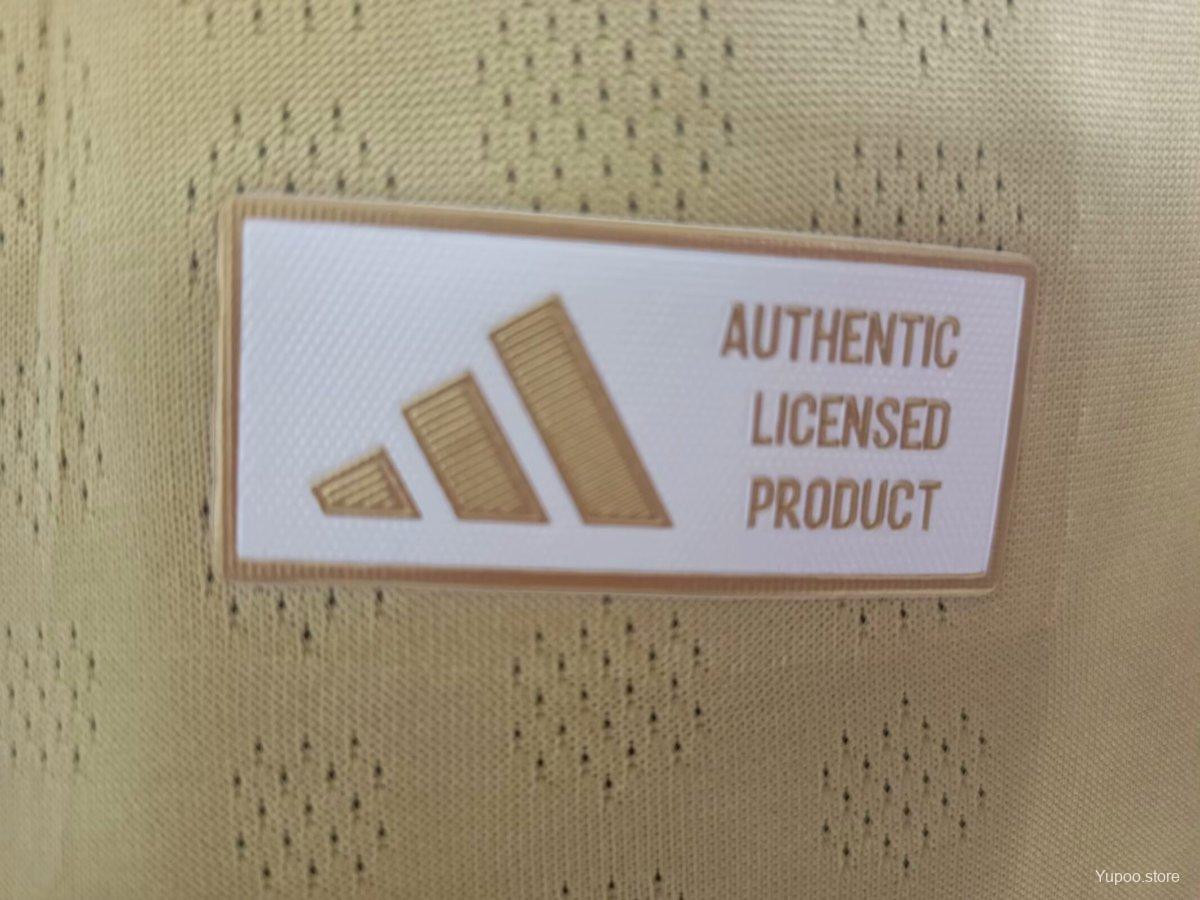 AUTHENTIC
LICENSED
PRODUCT
Yupoo.store